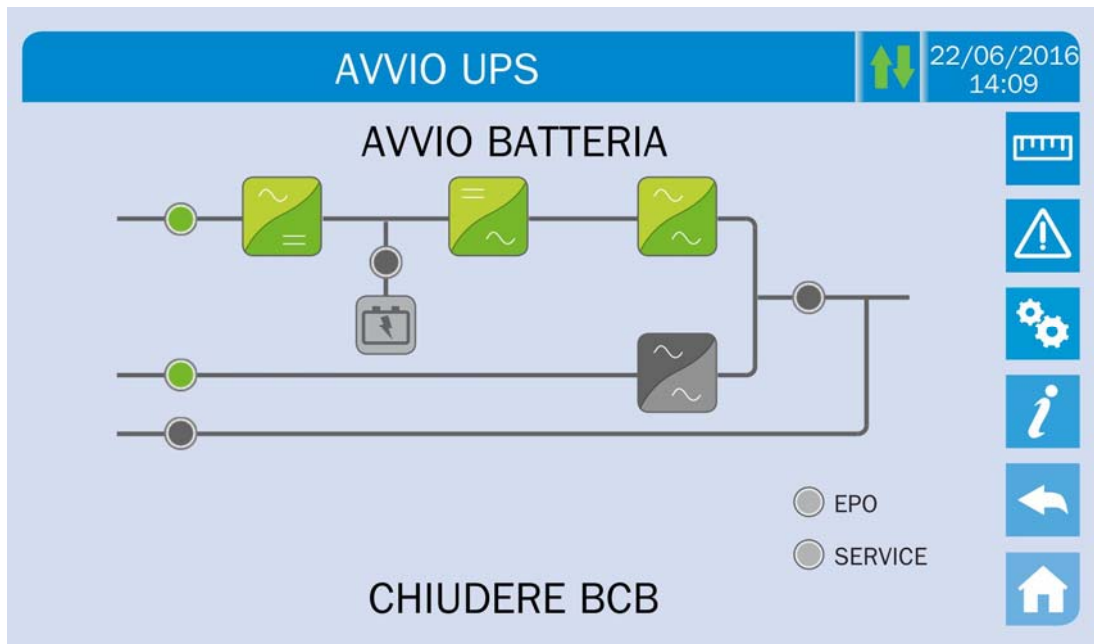 AVVIO UPS
22/06/2016
14:09
AVVIO BATTERIA
EPO
SERVICE
CHIUDERE BCB